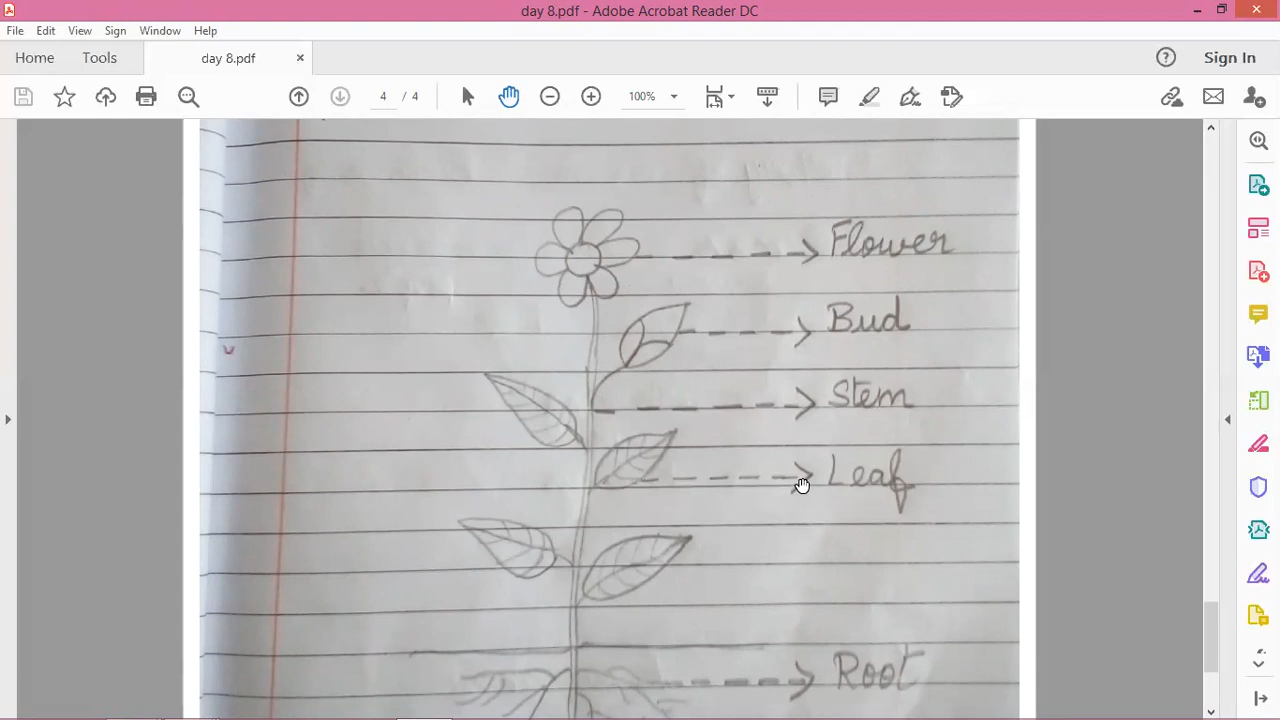 day 8.pdf - Adobe Acrobat Reader DC
File Edit View Sign Window Help
Home Tools day 8.pdf Sign In
4 / 4 100%
Flower
Bud
Stem
Leaf
Root